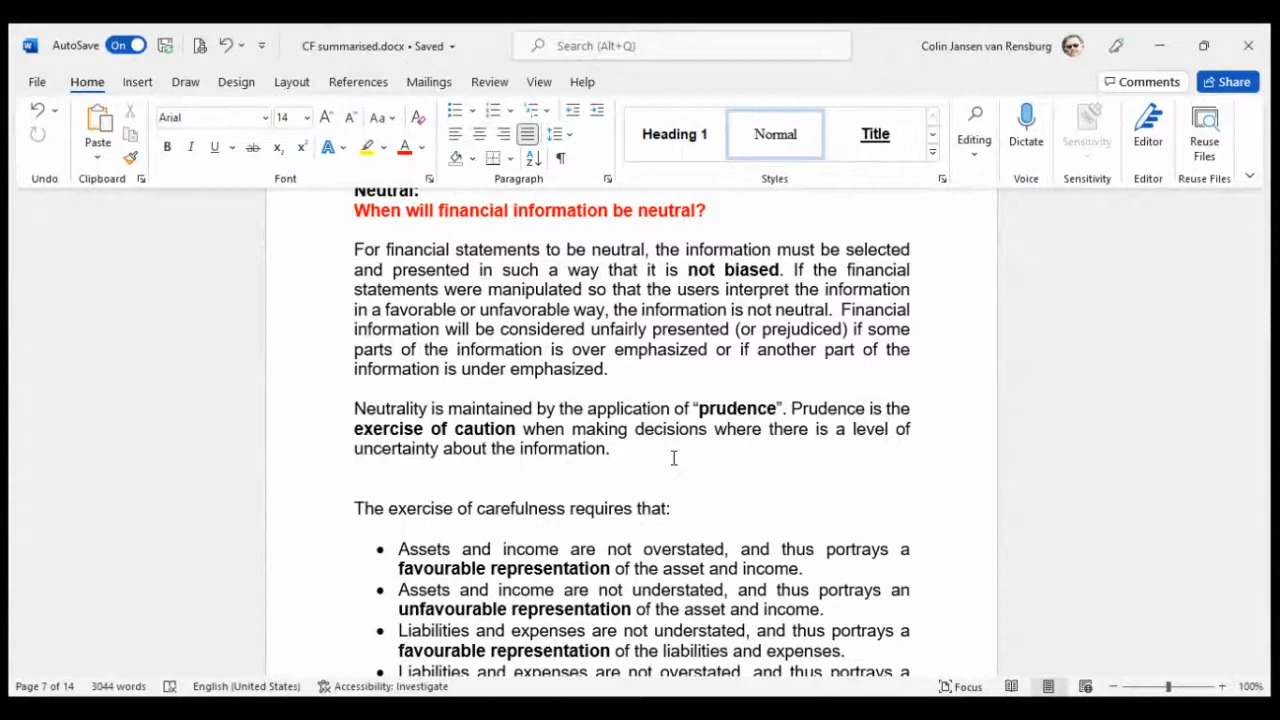 AutoSave On CF summarised.docx • Saved Search (Alt+Q) Colin Jansen van Rensburg
File Home Insert Draw Design Layout References Mailings Review View Help Comments Share
Arial 14 Aa
Paste Heading 1 Normal Title Editing Dictate Sensitivity Editor Reuse Files
Undo Clipboard Font Paragraph Styles Voice Sensitivity Editor Reuse Files
Neutral:
When will financial information be neutral?
For financial statements to be neutral, the information must be selected
and presented in such a way that it is not biased. If the financial
statements were manipulated so that the users interpret the information
in a favorable or unfavorable way, the information is not neutral. Financial
information will be considered unfairly presented (or prejudiced) if some
parts of the information is over emphasized or if another part of the
information is under emphasized.
Neutrality is maintained by the application of “prudence”. Prudence is the
exercise of caution when making decisions where there is a level of
uncertainty about the information.
The exercise of carefulness requires that:
• Assets and income are not overstated, and thus portrays a
favourable representation of the asset and income.
• Assets and income are not understated, and thus portrays an
unfavourable representation of the asset and income.
• Liabilities and expenses are not understated, and thus portrays a
favourable representation of the liabilities and expenses.
• Liabilities and expenses are not overstated, and thus portrays a
Page 7 of 14 3044 words English (United States) Accessibility: Investigate Focus 100%